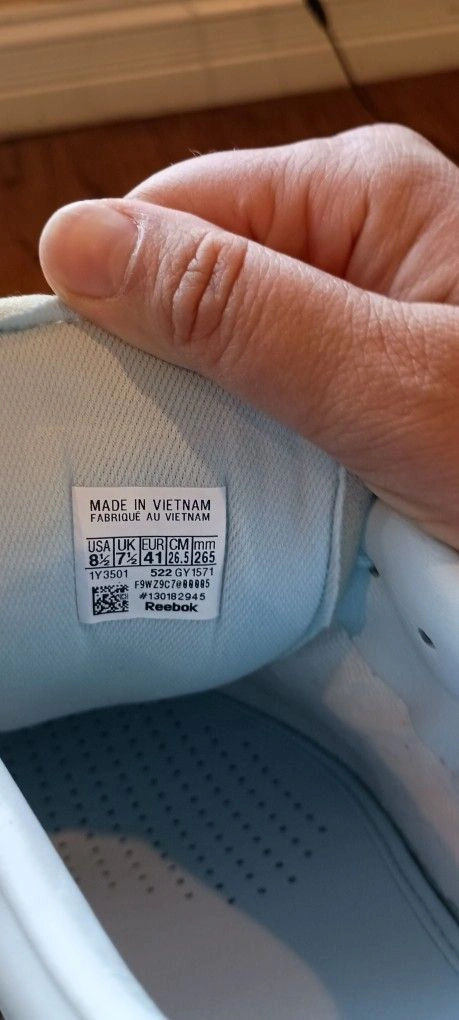 MADE IN VIETNAM
FABRIQUÉ AU VIETNAM
USA UK EUR CM mm
8½ 7½ 41 26.5 265
1Y3501 522 GY1571
F9WZ9C7@00005
#130182945
Reebok